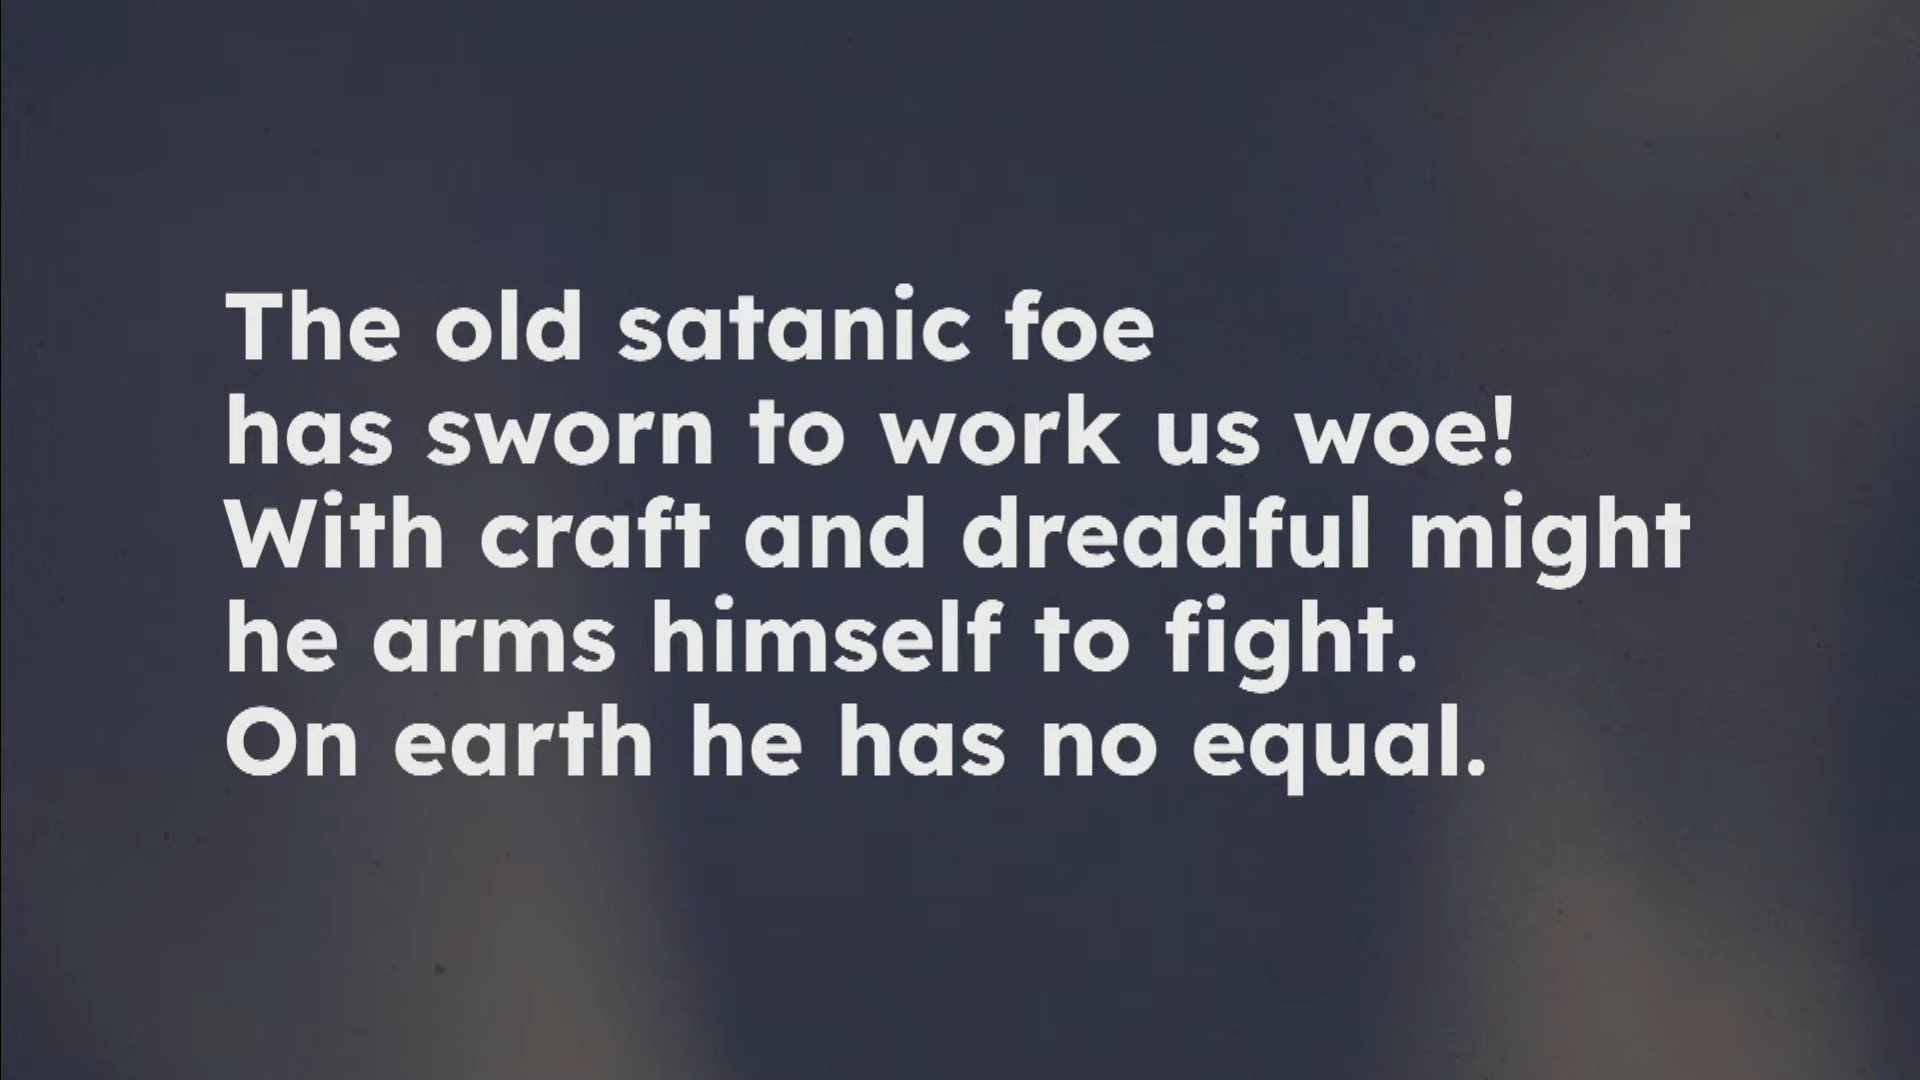 The old satanic foe
has sworn to work us woe!
With craft and dreadful might
he arms himself to fight.
On earth he has no equal.